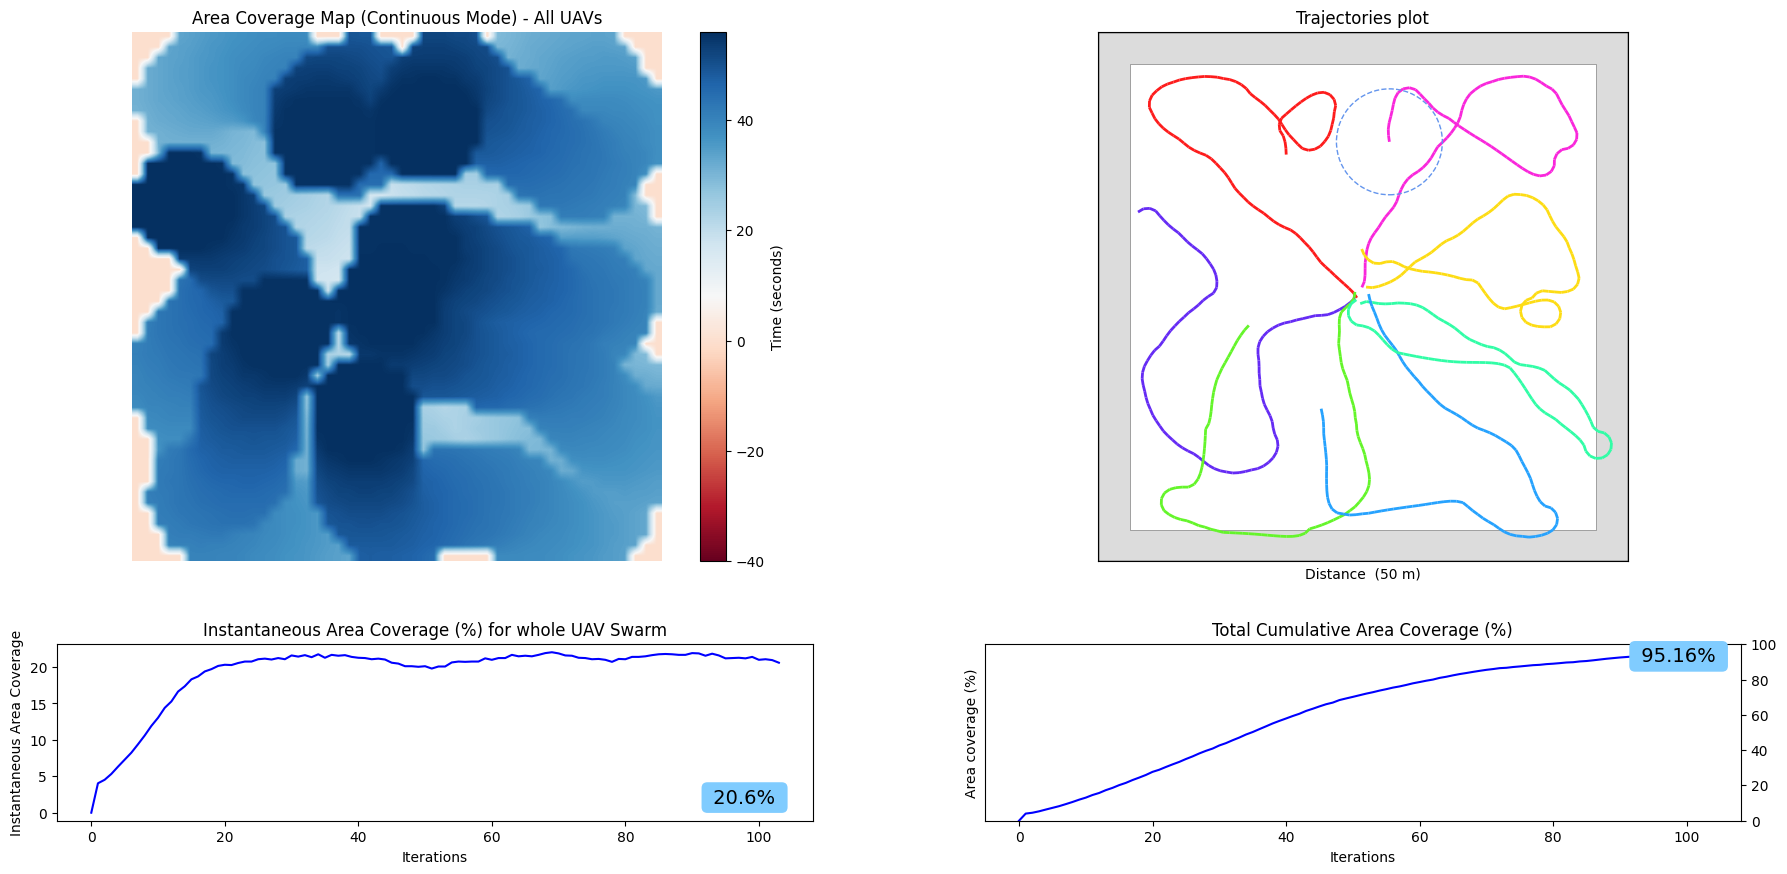 Area Coverage Map (Continuous Mode) - All UAVs
40
20
0
−20
−40
Time (seconds)
Trajectories plot
Distance  (50 m)
Instantaneous Area Coverage (%) for whole UAV Swarm
Instantaneous Area Coverage
20
15
10
5
0
20.6%
0 20 40 60 80 100
Iterations
Total Cumulative Area Coverage (%)
Area coverage (%)
95.16%
100
80
60
40
20
0
0 20 40 60 80 100
Iterations